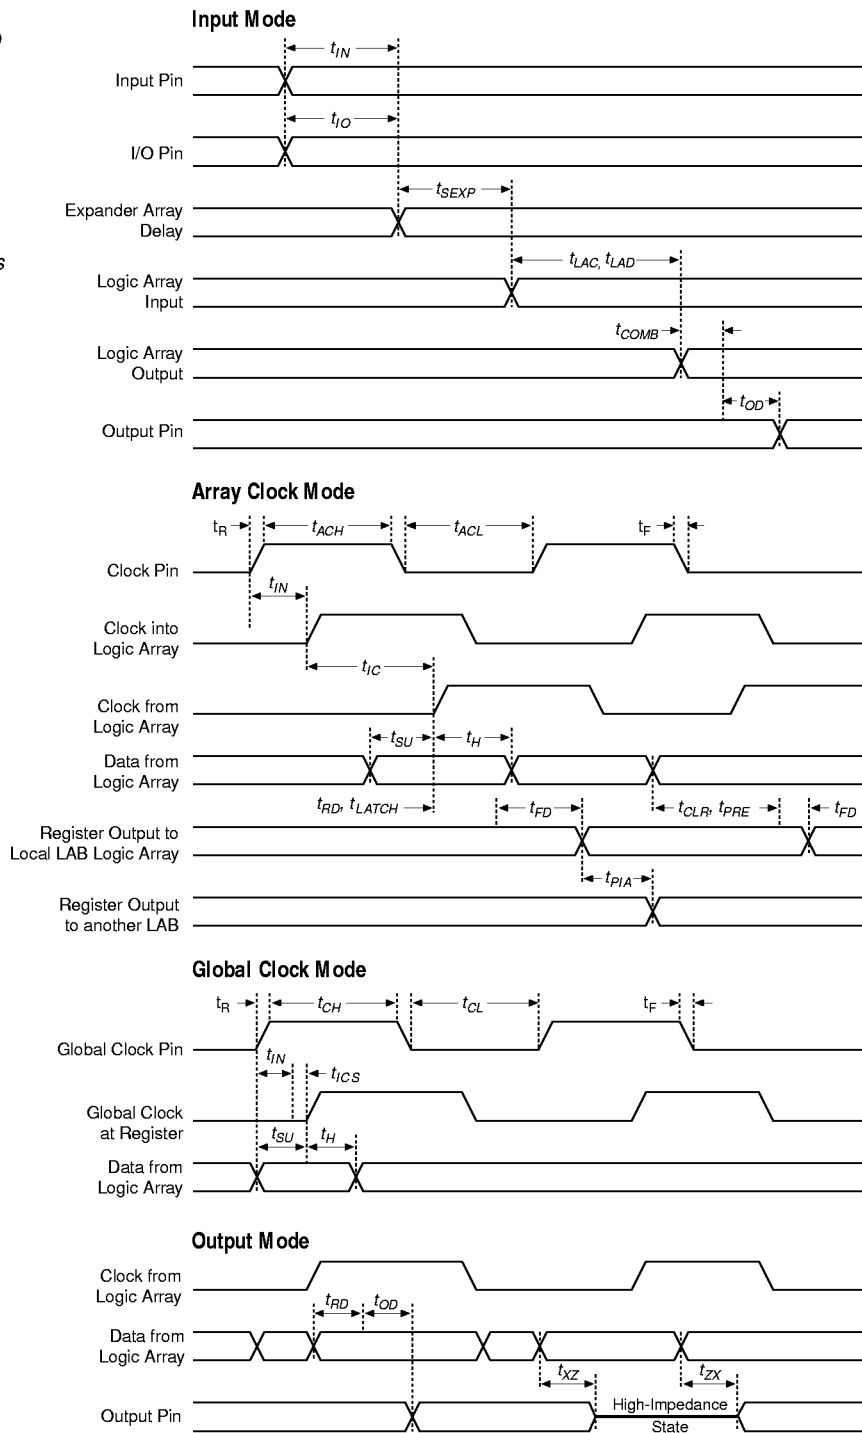 Input Mode
t_IN
Input Pin
t_IO
I/O Pin
t_SEXP
Expander Array
Delay
t_LAC, t_LAD
Logic Array
Input
t_COMB
Logic Array
Output
t_OD
Output Pin
Array Clock Mode
t_R t_ACH t_ACL t_F
Clock Pin
t_IN
Clock into
Logic Array
t_IC
Clock from
Logic Array
t_SU t_H
Data from
Logic Array
t_RD, t_LATCH t_FD t_CLR, t_PRE t_FD
Register Output to
Local LAB Logic Array
t_PIA
Register Output
to another LAB
Global Clock Mode
t_R t_CH t_CL t_F
Global Clock Pin
t_IN
t_ICS
Global Clock
at Register
t_SU t_H
Data from
Logic Array
Output Mode
Clock from
Logic Array
t_RD t_OD
Data from
Logic Array
t_XZ t_ZX
Output Pin
High-Impedance
State